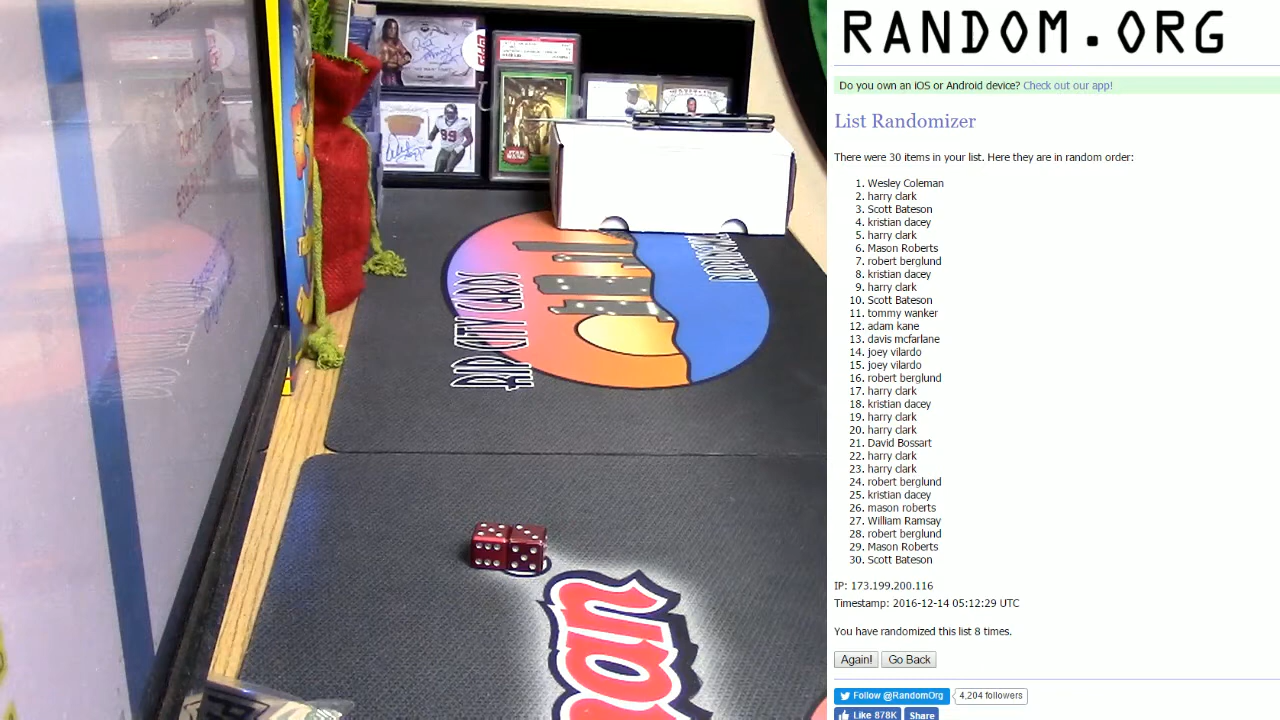 RANDOM.ORG
Do you own an iOS or Android device? Check out our app!
List Randomizer
There were 30 items in your list. Here they are in random order:
1. Wesley Coleman
2. harry clark
3. Scott Bateson
4. kristian dacey
5. harry clark
6. Mason Roberts
7. robert berglund
8. kristian dacey
9. harry clark
10. Scott Bateson
11. tommy wanker
12. adam kane
13. davis mcfarlane
14. joey vilardo
15. joey vilardo
16. robert berglund
17. harry clark
18. kristian dacey
19. harry clark
20. harry clark
21. David Bossart
22. harry clark
23. harry clark
24. robert berglund
25. kristian dacey
26. mason roberts
27. William Ramsay
28. robert berglund
29. Mason Roberts
30. Scott Bateson
IP: 173.199.200.116
Timestamp: 2016-12-14 05:12:29 UTC
You have randomized this list 8 times.
Again! Go Back
Follow @RandomOrg 4,204 followers
Like 878K Share
RIP CITY CARDS
STAR WARS